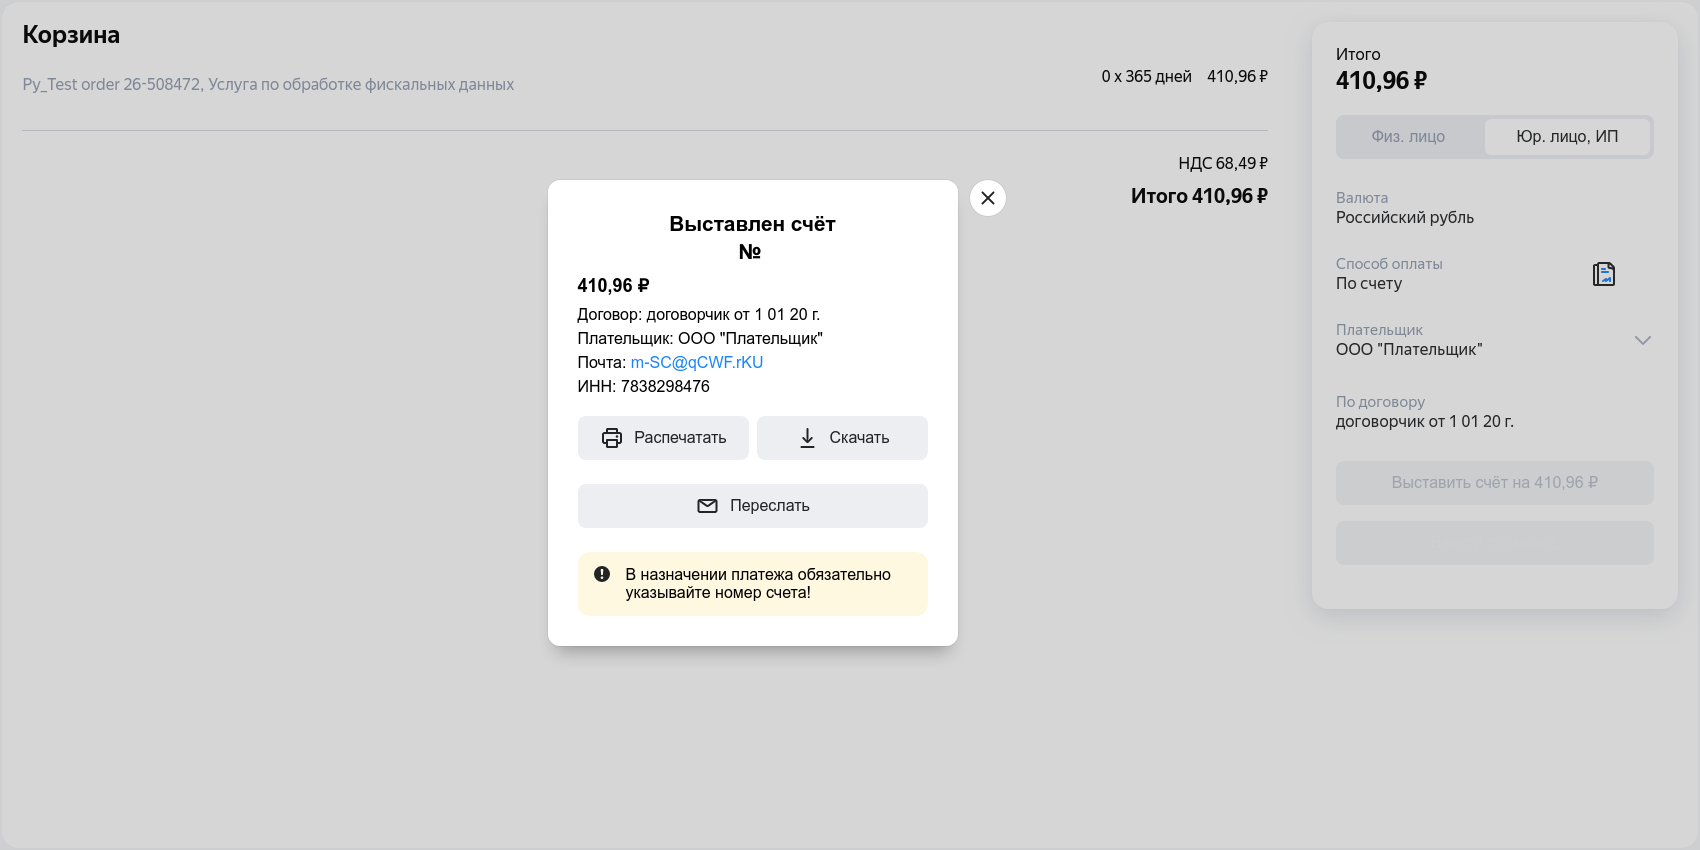 Корзина
Py_Test order 26-508472, Услуга по обработке фискальных данных
0 x 365 дней 410,96 ₽
НДС 68,49 ₽
Итого 410,96 ₽
Выставлен счёт
№
410,96 ₽
Договор: договорчик от 1 01 20 г.
Плательщик: ООО "Плательщик"
Почта: m-SC@qCWF.rKU
ИНН: 7838298476
Распечатать
Скачать
Переслать
В назначении платежа обязательно
указывайте номер счета!
Итого
410,96 ₽
Физ. лицо
Юр. лицо, ИП
Валюта
Российский рубль
Способ оплаты
По счету
Плательщик
ООО "Плательщик"
По договору
договорчик от 1 01 20 г.
Выставить счёт на 410,96 ₽